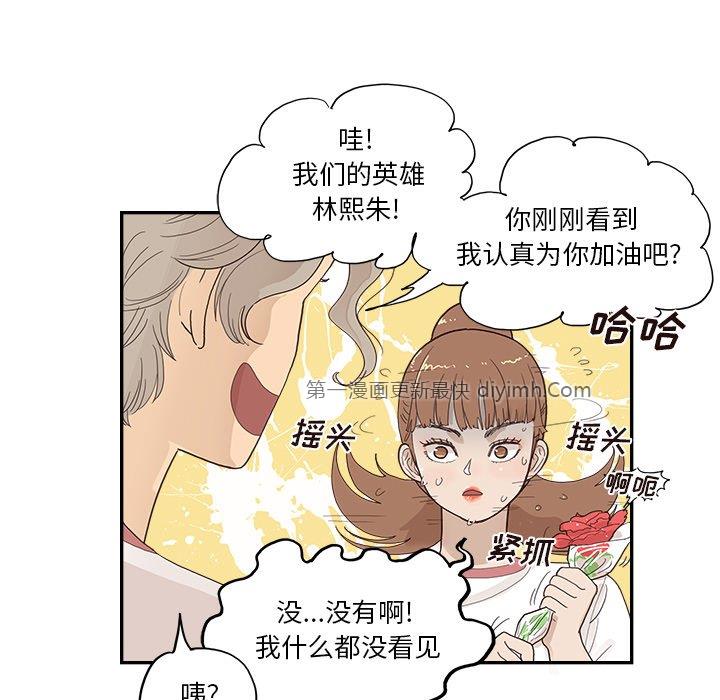 哇!
我们的英雄
林熙朱!
你刚刚看到
我认真为你加油吧?
哈哈
第一漫画更新最快 diyimh.Com
摇头
摇头
啊呃
紧抓
没...没有啊!
我什么都没看见
咦?